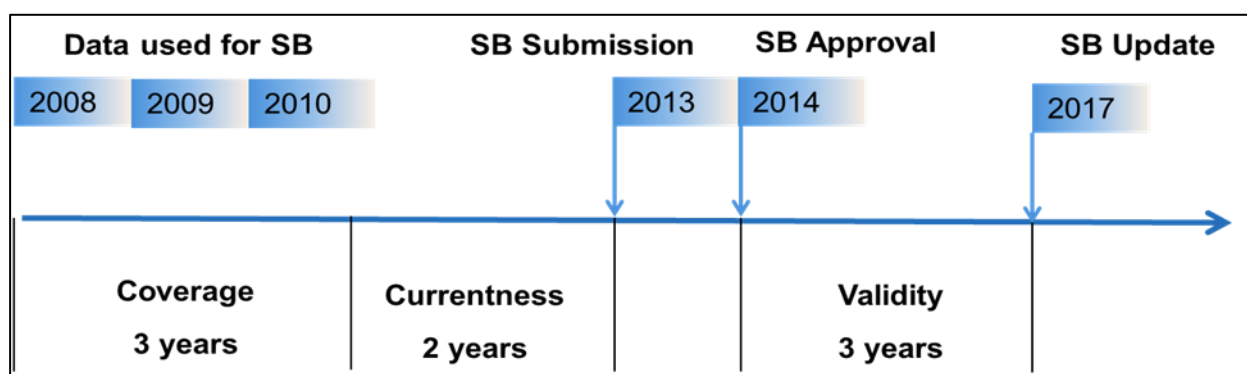 Data used for SB
SB Submission
SB Approval
SB Update
2008
2009
2010
2013
2014
2017
Coverage
3 years
Currentness
2 years
Validity
3 years